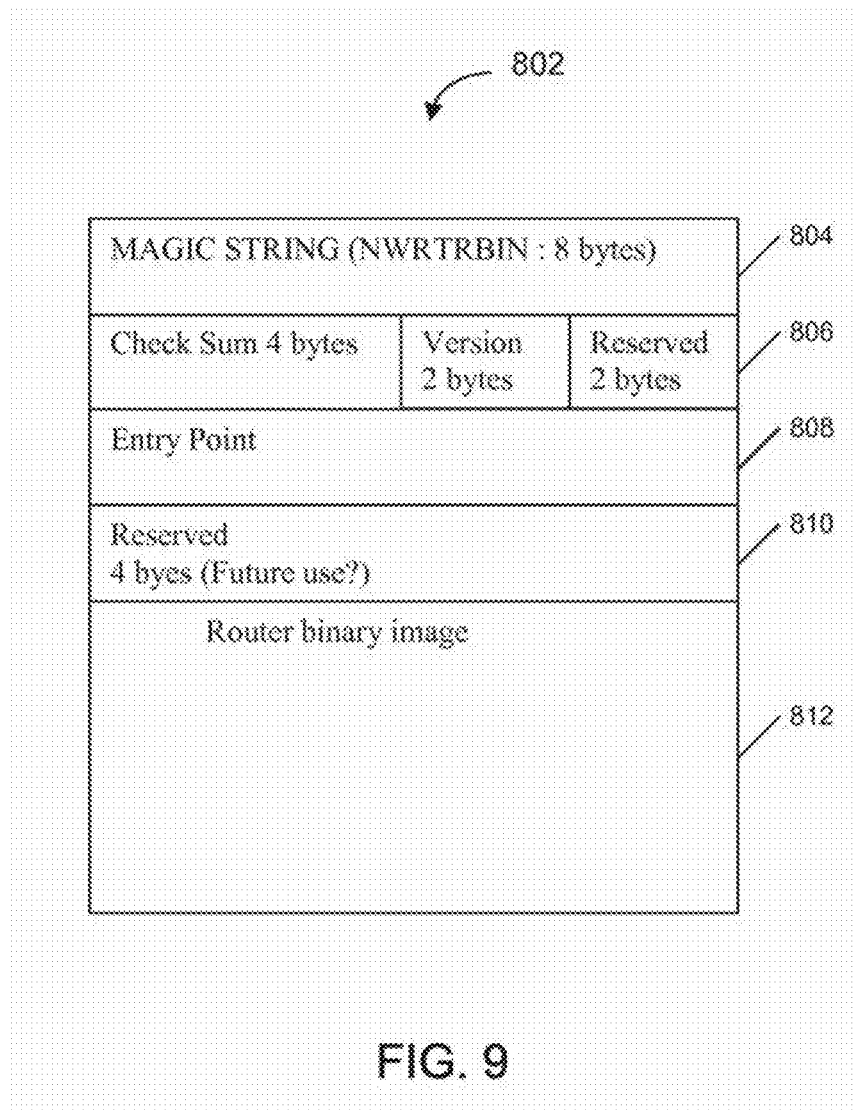 802
MAGIC STRING (NWRTRBIN : 8 bytes)
804
Check Sum 4 bytes
Version
2 bytes
Reserved
2 bytes
806
Entry Point
808
Reserved
4 byes (Future use?)
810
Router binary image
812
FIG. 9